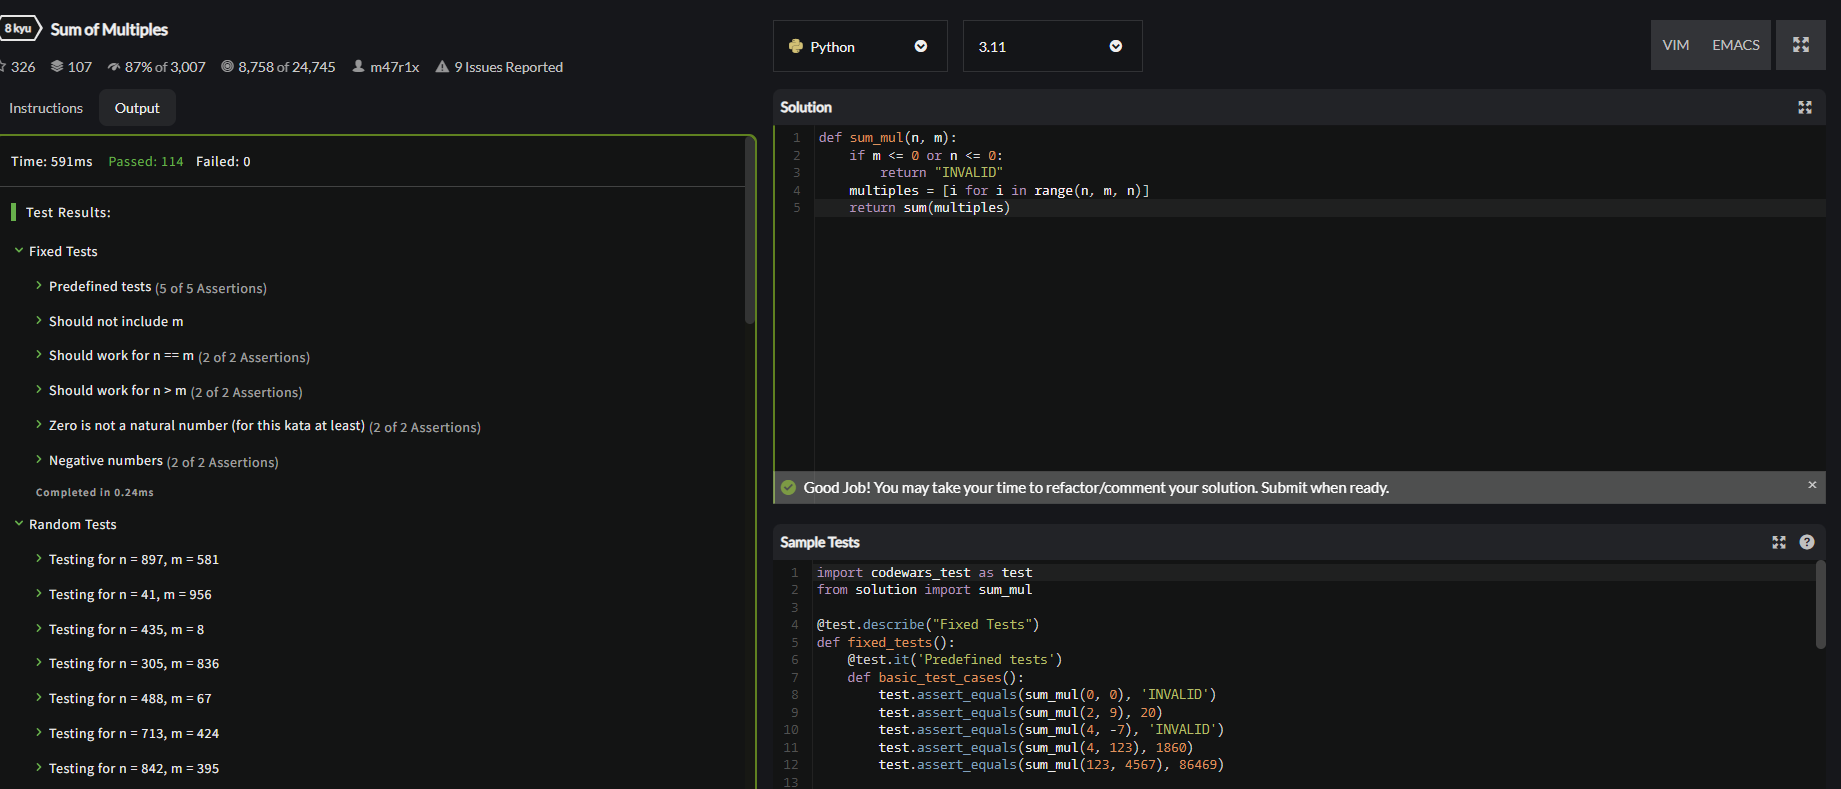 8 kyu Sum of Multiples
326 107 87% of 3,007 8,758 of 24,745 m47r1x 9 Issues Reported
Instructions Output
Time: 591ms Passed: 114 Failed: 0
Test Results:
Fixed Tests
Predefined tests (5 of 5 Assertions)
Should not include m
Should work for n == m (2 of 2 Assertions)
Should work for n > m (2 of 2 Assertions)
Zero is not a natural number (for this kata at least) (2 of 2 Assertions)
Negative numbers (2 of 2 Assertions)
Completed in 0.24ms
Random Tests
Testing for n = 897, m = 581
Testing for n = 41, m = 956
Testing for n = 435, m = 8
Testing for n = 305, m = 836
Testing for n = 488, m = 67
Testing for n = 713, m = 424
Testing for n = 842, m = 395
Python 3.11 VIM EMACS
Solution
1 def sum_mul(n, m):
2     if m <= 0 or n <= 0:
3         return "INVALID"
4     multiples = [i for i in range(n, m, n)]
5     return sum(multiples)
Good Job! You may take your time to refactor/comment your solution. Submit when ready. ×
Sample Tests ?
1 import codewars_test as test
2 from solution import sum_mul
3
4 @test.describe("Fixed Tests")
5 def fixed_tests():
6     @test.it('Predefined tests')
7     def basic_test_cases():
8         test.assert_equals(sum_mul(0, 0), 'INVALID')
9         test.assert_equals(sum_mul(2, 9), 20)
10         test.assert_equals(sum_mul(4, -7), 'INVALID')
11         test.assert_equals(sum_mul(4, 123), 1860)
12         test.assert_equals(sum_mul(123, 4567), 86469)
13